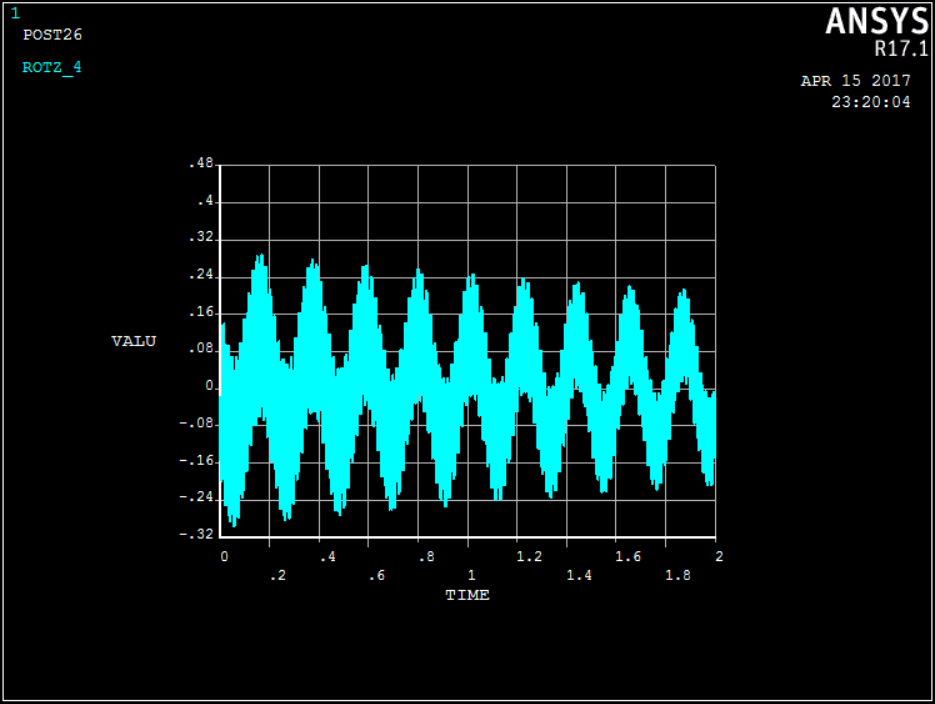 1
POST26
ROTZ_4
ANSYS
R17.1
APR 15 2017
23:20:04
.48
.4
.32
.24
.16
.08
0
-.08
-.16
-.24
-.32
VALU
0 .4 .8 1.2 1.6 2
.2 .6 1 1.4 1.8
TIME